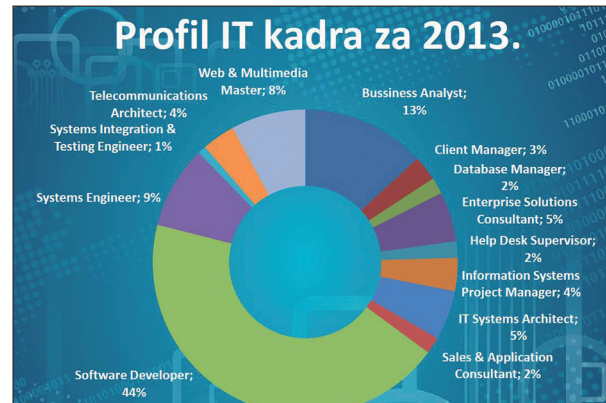 Profil IT kadra za 2013.
Web & Multimedia
Master; 8%
Bussiness Analyst;
13%
Telecommunications
Architect; 4%
Systems Integration &
Testing Engineer; 1%
Client Manager; 3%
Database Manager;
2%
Systems Engineer; 9%
Enterprise Solutions
Consultant; 5%
Help Desk Supervisor;
2%
Information Systems
Project Manager; 4%
IT Systems Architect;
5%
Sales & Application
Consultant; 2%
Software Developer;
44%